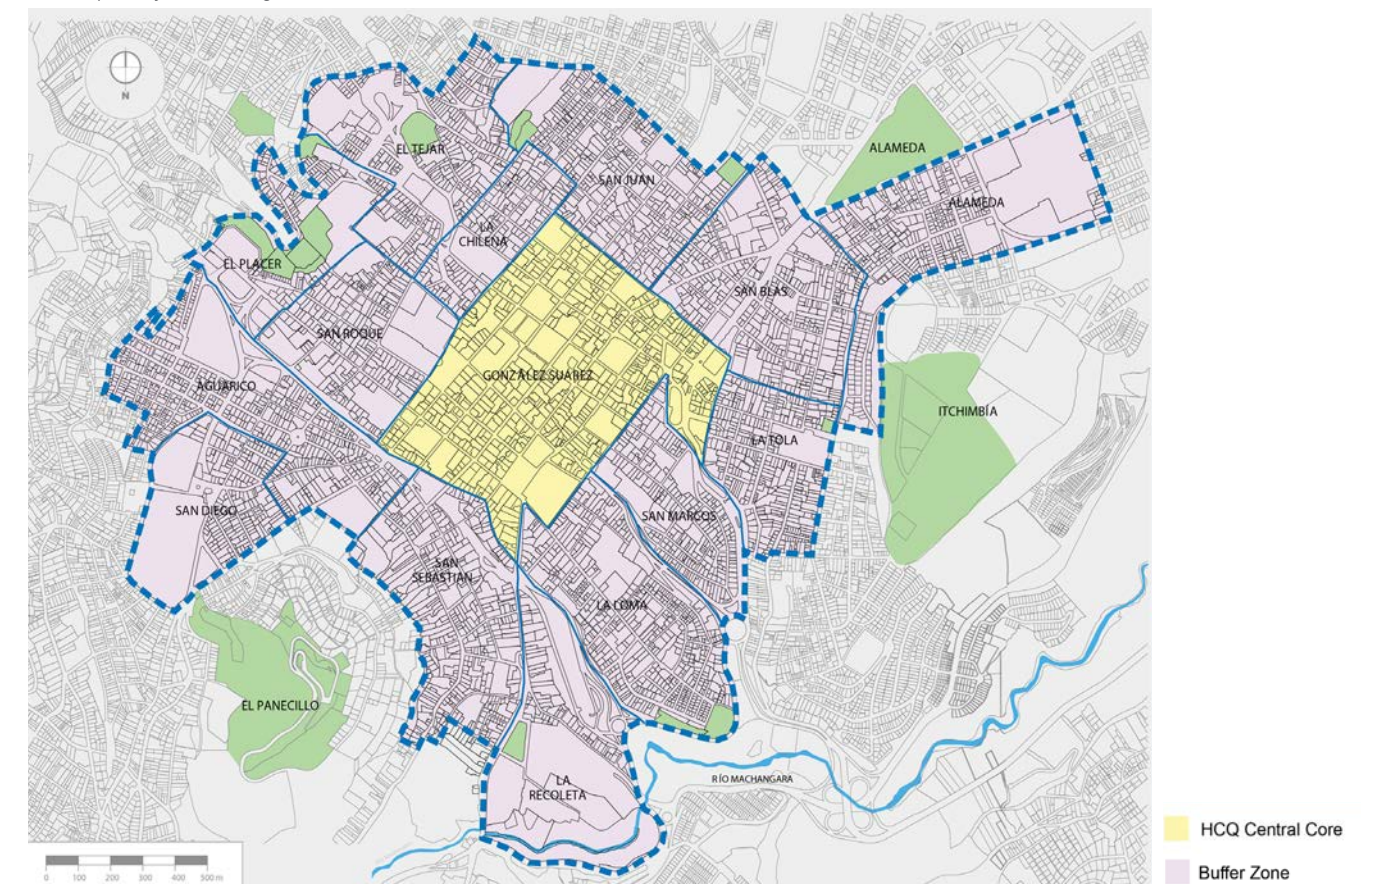 N
EL TEJAR
ALAMEDA
SAN JUAN
ALAMEDA
LA
CHILENA
EL PLACER
SAN BLAS
SAN ROQUE
GONZÁLEZ SUÁREZ
AGUARICO
ITCHIMBÍA
LA TOLA
SAN DIEGO
SAN MARCOS
SAN
SEBASTIAN
LA LOMA
EL PANECILLO
LA
RECOLETA
RÍO MACHANGARA
HCQ Central Core
Buffer Zone
0 100 200 300 400 500 m